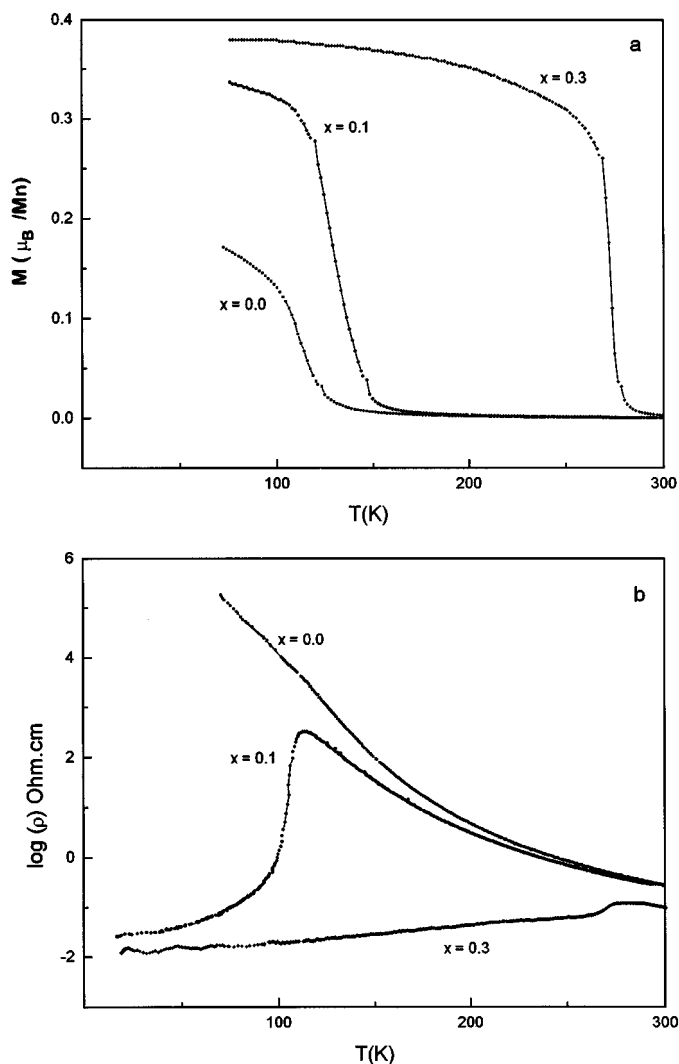 a
M ( μB /Mn)
0.4
0.3
0.2
0.1
0.0
x = 0.3
x = 0.1
x = 0.0
100
200
300
T(K)
b
log (ρ) Ohm.cm
6
4
2
0
-2
x = 0.0
x = 0.1
x = 0.3
100
200
300
T(K)